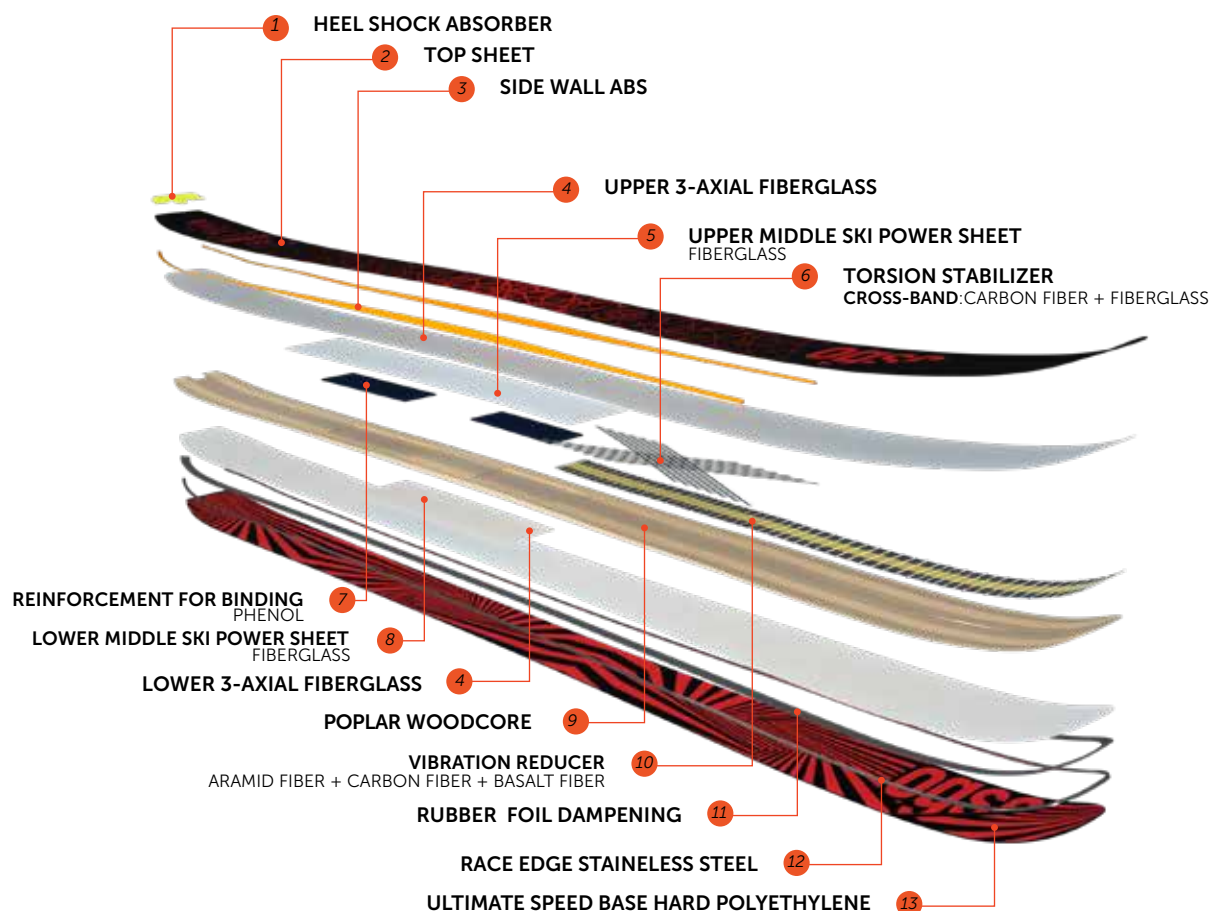 1 HEEL SHOCK ABSORBER
2 TOP SHEET
3 SIDE WALL ABS
4 UPPER 3-AXIAL FIBERGLASS
5 UPPER MIDDLE SKI POWER SHEET
FIBERGLASS
6 TORSION STABILIZER
CROSS-BAND:CARBON FIBER + FIBERGLASS
REINFORCEMENT FOR BINDING 7
PHENOL
LOWER MIDDLE SKI POWER SHEET 8
FIBERGLASS
LOWER 3-AXIAL FIBERGLASS 4
POPLAR WOODCORE 9
VIBRATION REDUCER 10
ARAMID FIBER + CARBON FIBER + BASALT FIBER
RUBBER FOIL DAMPENING 11
RACE EDGE STAINELESS STEEL 12
ULTIMATE SPEED BASE HARD POLYETHYLENE 13